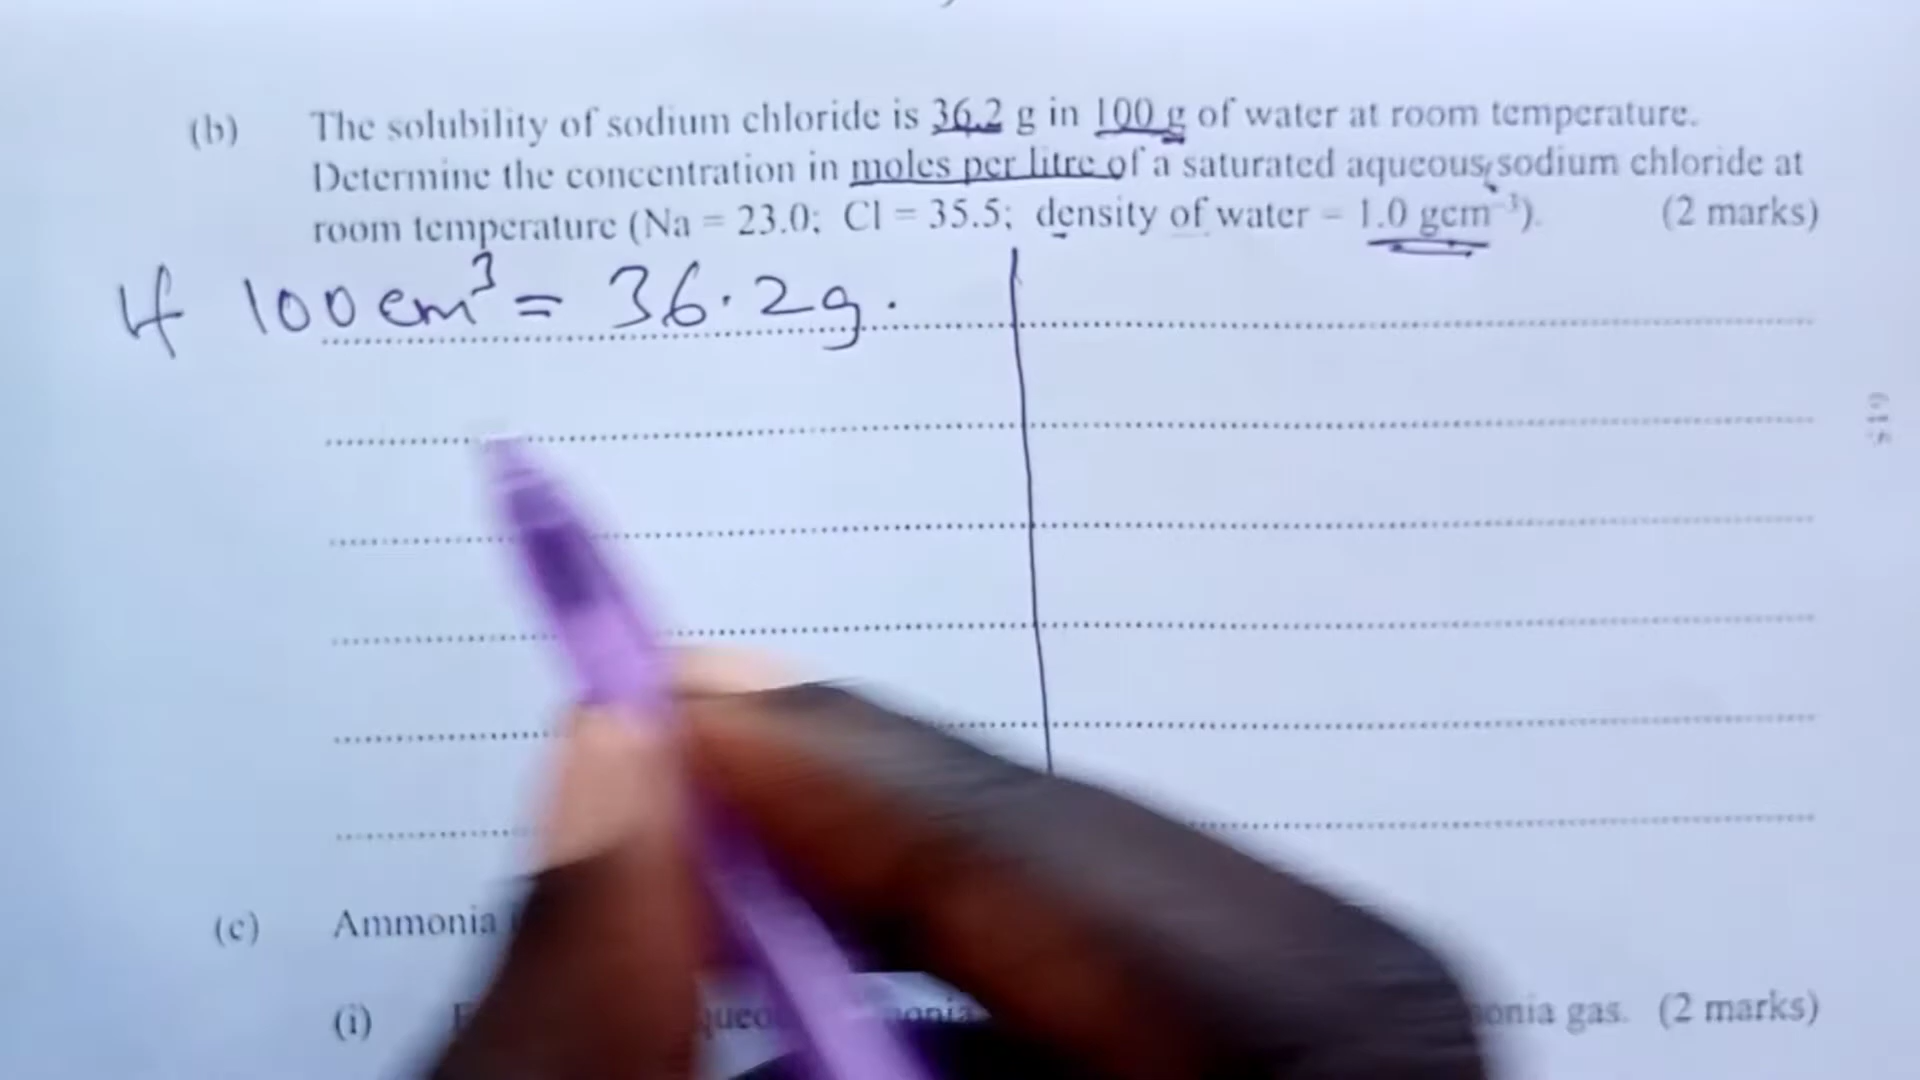 (b) The solubility of sodium chloride is 36.2 g in 100 g of water at room temperature.
Determine the concentration in moles per litre of a saturated aqueous sodium chloride at
room temperature (Na = 23.0; Cl = 35.5; density of water = 1.0 gcm⁻³). (2 marks)
If 100 cm³ = 36.2g.
(c) Ammonia
(i) gas. (2 marks)